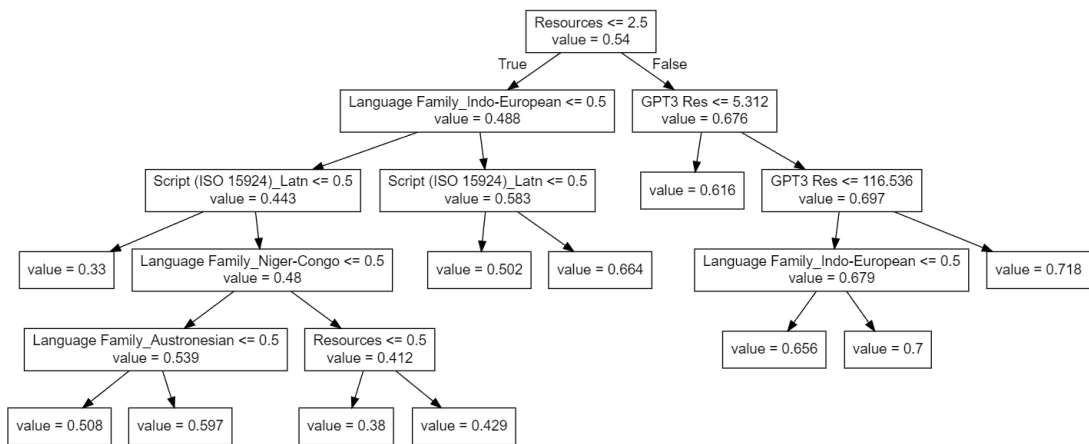 Resources <= 2.5
value = 0.54
True
False
Language Family_Indo-European <= 0.5
value = 0.488
GPT3 Res <= 5.312
value = 0.676
Script (ISO 15924)_Latn <= 0.5
value = 0.443
Script (ISO 15924)_Latn <= 0.5
value = 0.583
value = 0.616
GPT3 Res <= 116.536
value = 0.697
value = 0.33
Language Family_Niger-Congo <= 0.5
value = 0.48
value = 0.502
value = 0.664
Language Family_Indo-European <= 0.5
value = 0.679
value = 0.718
Language Family_Austronesian <= 0.5
value = 0.539
Resources <= 0.5
value = 0.412
value = 0.656
value = 0.7
value = 0.508
value = 0.597
value = 0.38
value = 0.429